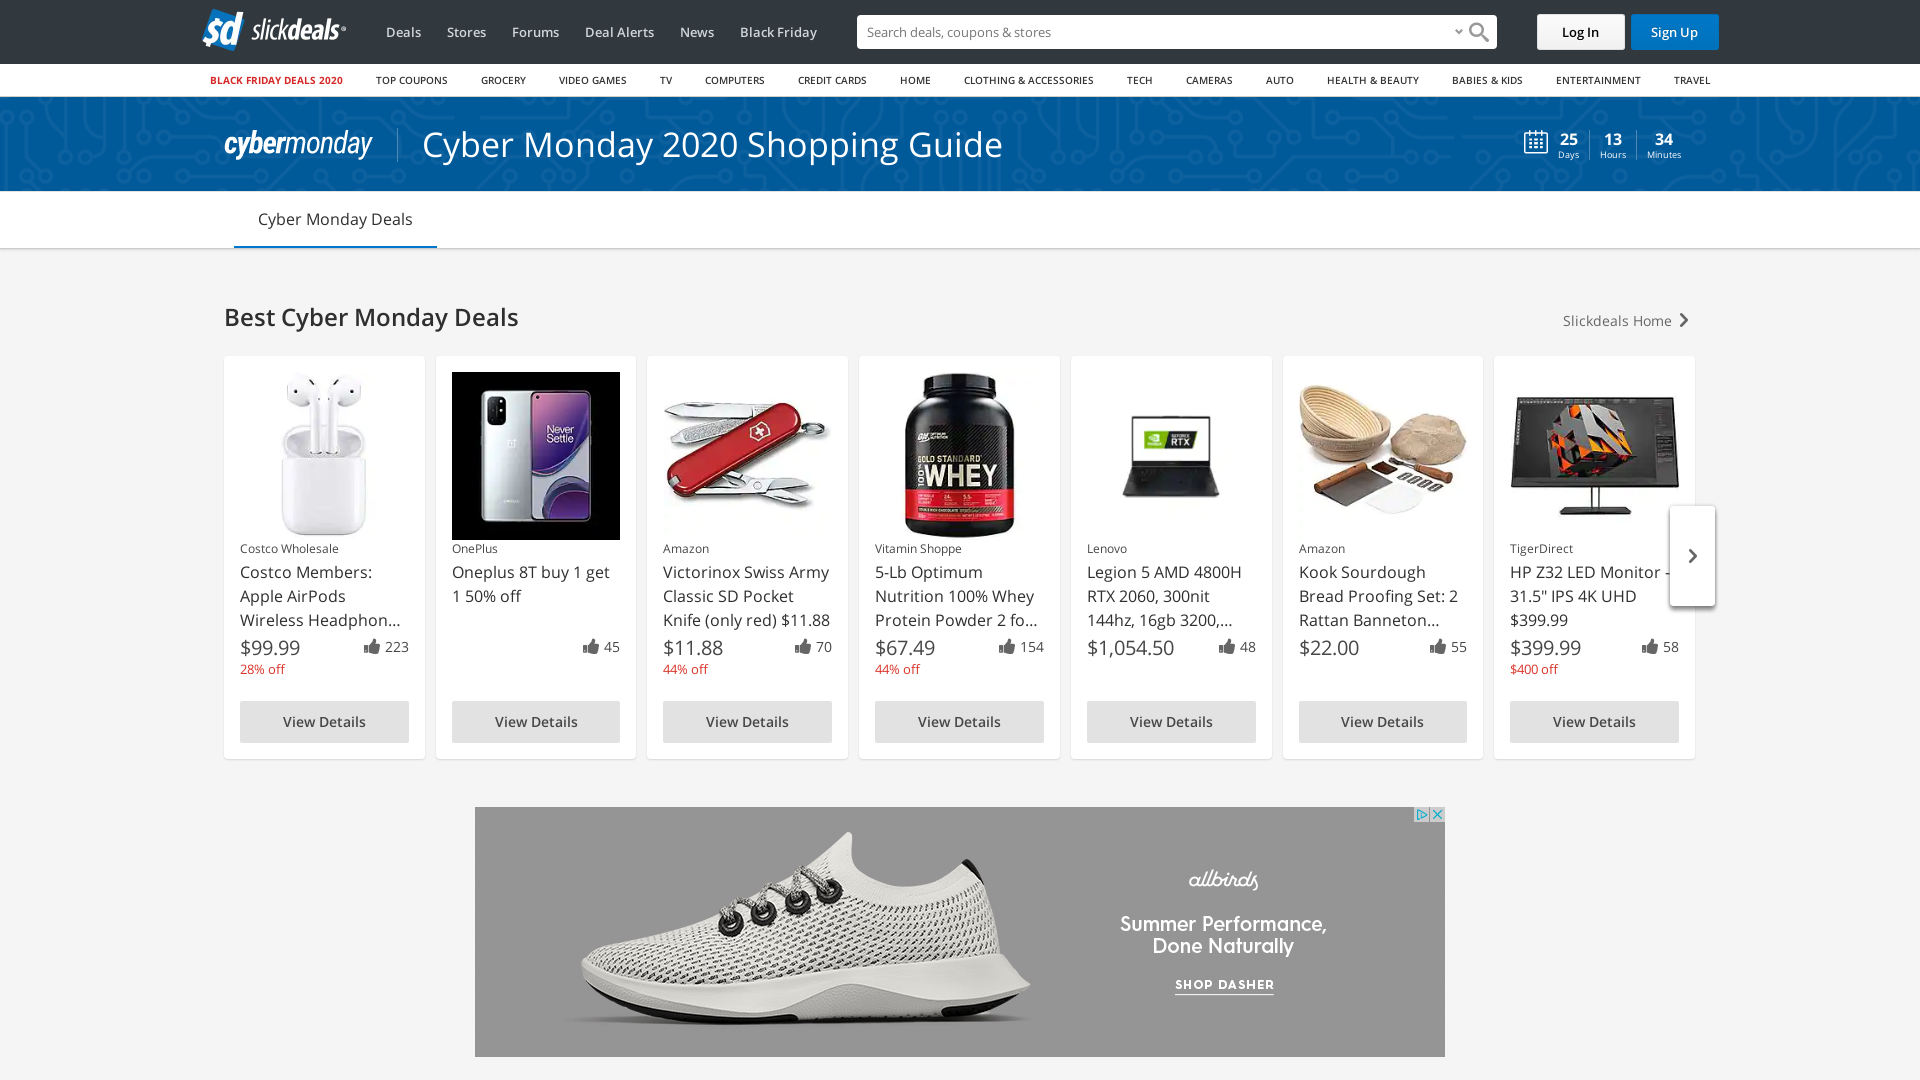 sd slickdeals
Deals
Stores
Forums
Deal Alerts
News
Black Friday
Search deals, coupons & stores
Log In
Sign Up
BLACK FRIDAY DEALS 2020
TOP COUPONS
GROCERY
VIDEO GAMES
TV
COMPUTERS
CREDIT CARDS
HOME
CLOTHING & ACCESSORIES
TECH
CAMERAS
AUTO
HEALTH & BEAUTY
BABIES & KIDS
ENTERTAINMENT
TRAVEL
cybermonday
Cyber Monday 2020 Shopping Guide
25
Days
13
Hours
34
Minutes
Cyber Monday Deals
Best Cyber Monday Deals
Slickdeals Home
Costco Wholesale
Costco Members:
Apple AirPods
Wireless Headphon...
$99.99
223
28% off
View Details
Never
Settle
OnePlus
Oneplus 8T buy 1 get
1 50% off
45
View Details
Amazon
Victorinox Swiss Army
Classic SD Pocket
Knife (only red) $11.88
$11.88
70
44% off
View Details
ON
GOLD STANDARD
100% WHEY
Vitamin Shoppe
5-Lb Optimum
Nutrition 100% Whey
Protein Powder 2 fo...
$67.49
154
44% off
View Details
GEFORCE
RTX
Lenovo
Legion 5 AMD 4800H
RTX 2060, 300nit
144hz, 16gb 3200,...
$1,054.50
48
View Details
Amazon
Kook Sourdough
Bread Proofing Set: 2
Rattan Banneton...
$22.00
55
View Details
TigerDirect
HP Z32 LED Monitor -
31.5" IPS 4K UHD
$399.99
$399.99
58
$400 off
View Details
allbirds
Summer Performance,
Done Naturally
SHOP DASHER